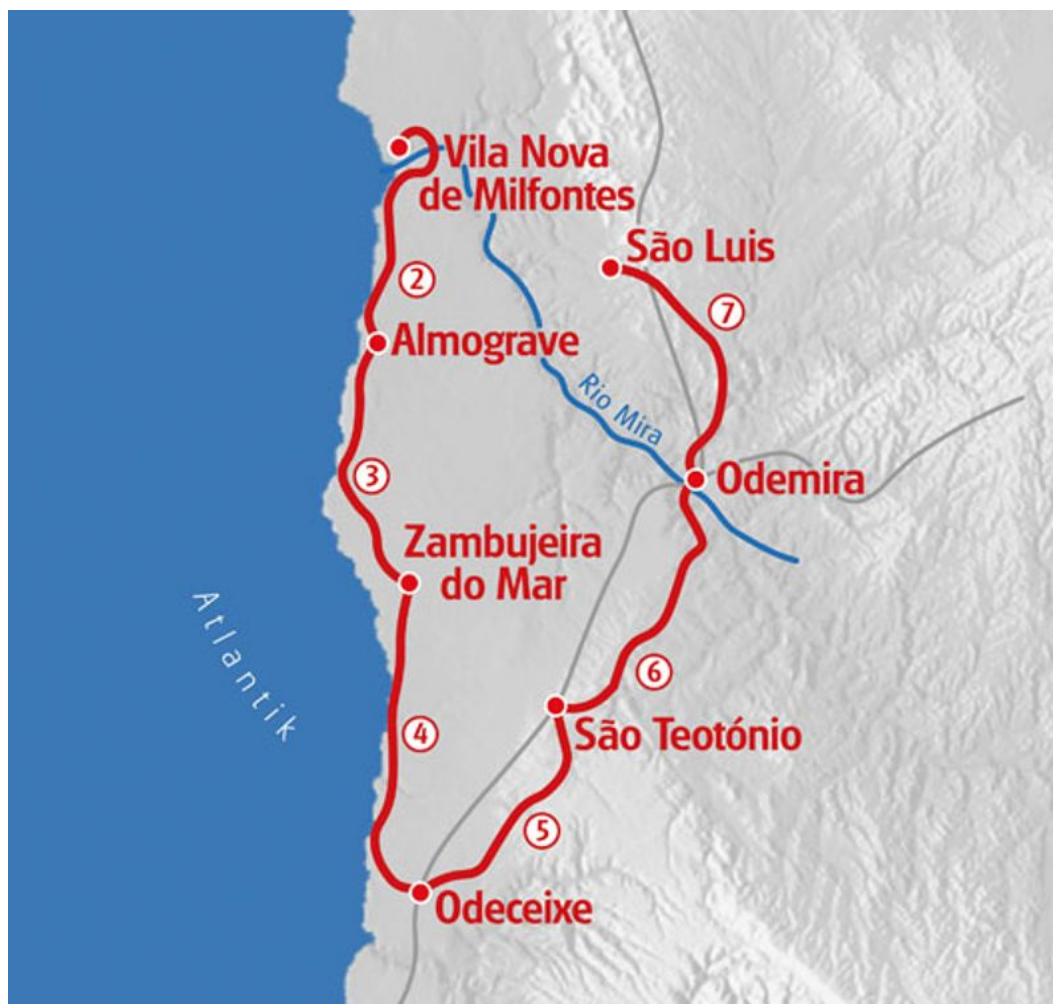 Vila Nova
de Milfontes
São Luis
②
⑦
Almograve
Rio Mira
③
Odemira
Zambujeira
do Mar
Atlantik
⑥
④
São Teotónio
⑤
Odeceixe